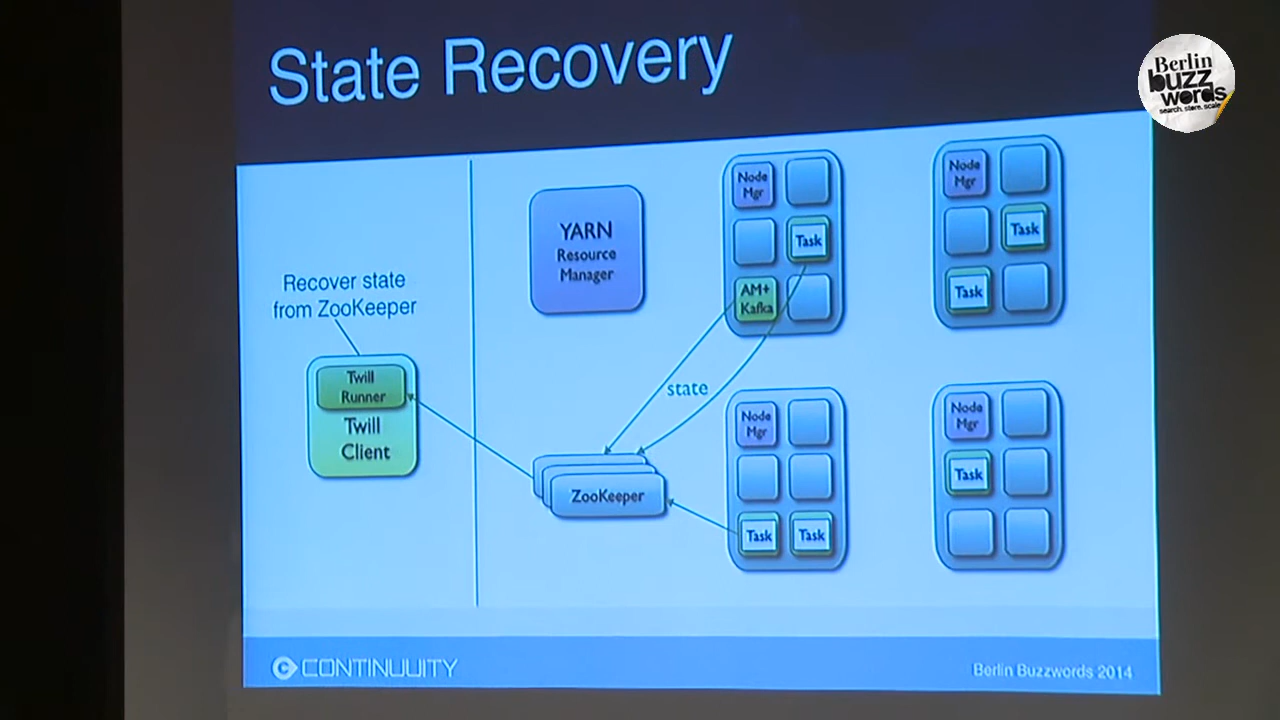 State Recovery
Berlin
buzz
words
search. store. scale
Recover state
from ZooKeeper
Twill
Runner
Twill
Client
YARN
Resource
Manager
state
ZooKeeper
Node
Mgr
Task
AM+
Kafka
Node
Mgr
Task
Task
Node
Mgr
Task
Task
Node
Mgr
Task
CONTINUUITY
Berlin Buzzwords 2014